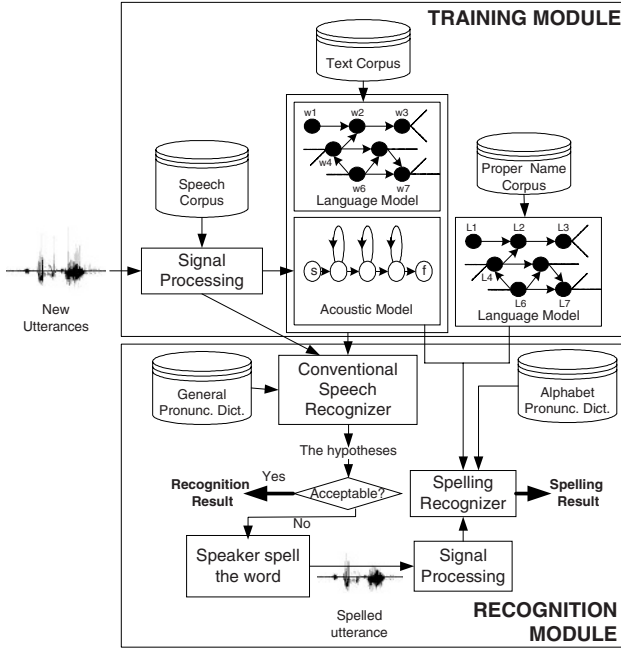 TRAINING MODULE
Text Corpus
w1
w2
w3
w4
w6
w7
Language Model
Speech
Corpus
Proper Name
Corpus
L1
L2
L3
L4
L6
L7
Language Model
Signal
Processing
s
f
Acoustic Model
New
Utterances
General
Pronunc. Dict.
Conventional
Speech
Recognizer
Alphabet
Pronunc. Dict.
The hypotheses
Recognition
Result
Yes
Acceptable?
No
Spelling
Recognizer
Spelling
Result
Speaker spell
the word
Signal
Processing
Spelled
utterance
RECOGNITION
MODULE